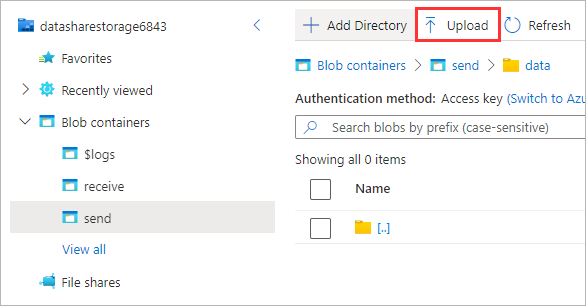 datasharestorage6843
Favorites
Recently viewed
Blob containers
$logs
receive
send
View all
File shares
Add Directory Upload Refresh
Blob containers > send > data
Authentication method: Access key (Switch to Azu
Search blobs by prefix (case-sensitive)
Showing all 0 items
Name
[..]